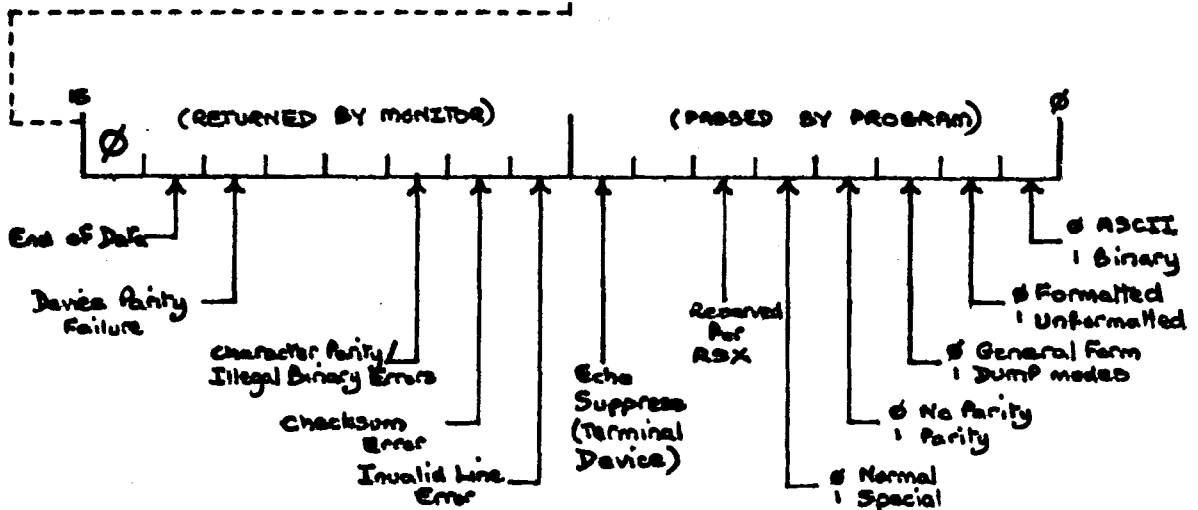 15
Ø
(RETURNED BY MONITOR)
(PASSED BY PROGRAM)
Ø
End of Data
Device Parity
Failure
Character Parity/
Illegal Binary Errors
Checksum
Error
Invalid Line
Error
Echo
Suppress
(Terminal
Device)
Reserved
For
RSX
Ø Normal
1 Special
Ø No Parity
1 Parity
Ø General Form
1 Dump modes
Ø Formatted
1 Unformatted
Ø ASCII
1 Binary